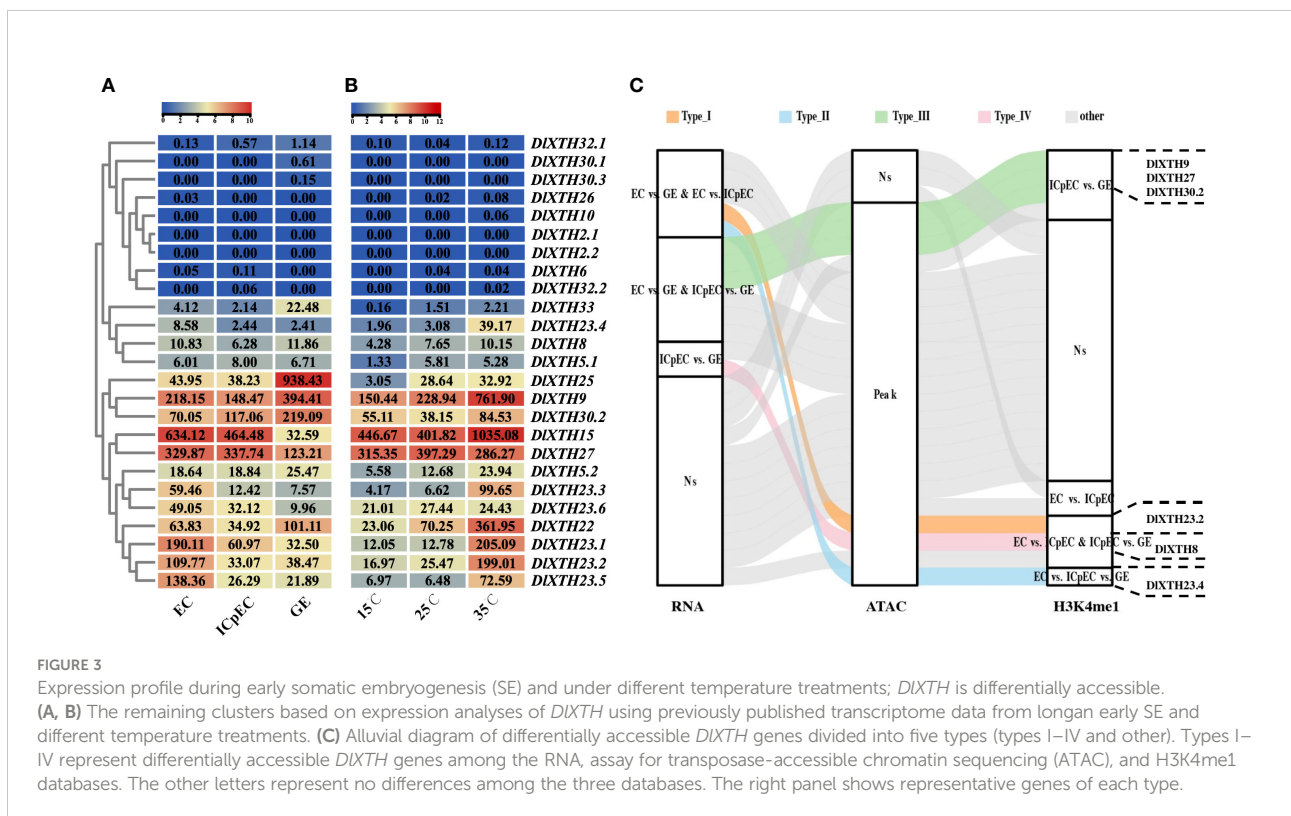 A
B
C
0 2 4 6 8 10
0 2 4 6 8 10 12
Type_I Type_II Type_III Type_IV other
0.13 0.57 1.14 0.10 0.04 0.12 DlXTH32.1
0.00 0.00 0.61 0.00 0.00 0.00 DlXTH30.1
0.00 0.00 0.15 0.00 0.00 0.00 DlXTH30.3
0.03 0.00 0.00 0.00 0.02 0.08 DlXTH26
0.00 0.00 0.00 0.00 0.00 0.06 DlXTH10
0.00 0.00 0.00 0.00 0.00 0.00 DlXTH2.1
0.00 0.00 0.00 0.00 0.00 0.00 DlXTH2.2
0.05 0.11 0.00 0.00 0.04 0.04 DlXTH6
0.00 0.06 0.00 0.00 0.00 0.02 DlXTH32.2
4.12 2.14 22.48 0.16 1.51 2.21 DlXTH33
8.58 2.44 2.41 1.96 3.08 39.17 DlXTH23.4
10.83 6.28 11.86 4.28 7.65 10.15 DlXTH8
6.01 8.00 6.71 1.33 5.81 5.28 DlXTH5.1
43.95 38.23 938.43 3.05 28.64 32.92 DlXTH25
218.15 148.47 394.41 150.44 228.94 761.90 DlXTH9
70.05 117.06 219.09 55.11 38.15 84.53 DlXTH30.2
634.12 464.48 32.59 446.67 401.82 1035.08 DlXTH15
329.87 337.74 123.21 315.35 397.29 286.27 DlXTH27
18.64 18.84 25.47 5.58 12.68 23.94 DlXTH5.2
59.46 12.42 7.57 4.17 6.62 99.65 DlXTH23.3
49.05 32.12 9.96 21.01 27.44 24.43 DlXTH23.6
63.83 34.92 101.11 23.06 70.25 361.95 DlXTH22
190.11 60.97 32.50 12.05 12.78 205.09 DlXTH23.1
109.77 33.07 38.47 16.97 25.47 199.01 DlXTH23.2
138.36 26.29 21.89 6.97 6.48 72.59 DlXTH23.5
EC ICpEC GE 15 C 25 C 35 C
EC vs. GE & EC vs. ICpEC
EC vs. GE & ICpEC vs. GE
ICpEC vs. GE
Ns
RNA
Ns
Peak
ATAC
ICpEC vs. GE
Ns
EC vs. ICpEC
EC vs. ICpEC & ICpEC vs. GE
EC vs. ICpEC vs. GE
H3K4me1
DlXTH9
DlXTH27
DlXTH30.2
DlXTH23.2
DlXTH8
DlXTH23.4
FIGURE 3
Expression profile during early somatic embryogenesis (SE) and under different temperature treatments; DlXTH is differentially accessible.
(A, B) The remaining clusters based on expression analyses of DlXTH using previously published transcriptome data from longan early SE and
different temperature treatments. (C) Alluvial diagram of differentially accessible DlXTH genes divided into five types (types I–IV and other). Types I–
IV represent differentially accessible DlXTH genes among the RNA, assay for transposase-accessible chromatin sequencing (ATAC), and H3K4me1
databases. The other letters represent no differences among the three databases. The right panel shows representative genes of each type.